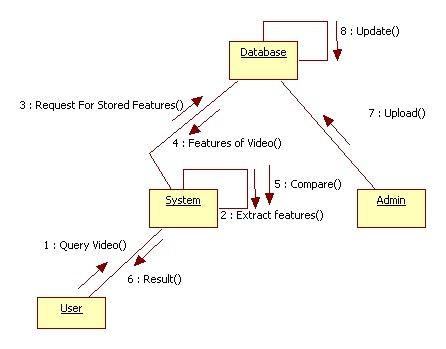 8 : Update()
Database
3 : Request For Stored Features()
7 : Upload()
4 : Features of Video()
5 : Compare()
System
Admin
2 : Extract features()
1 : Query Video()
6 : Result()
User